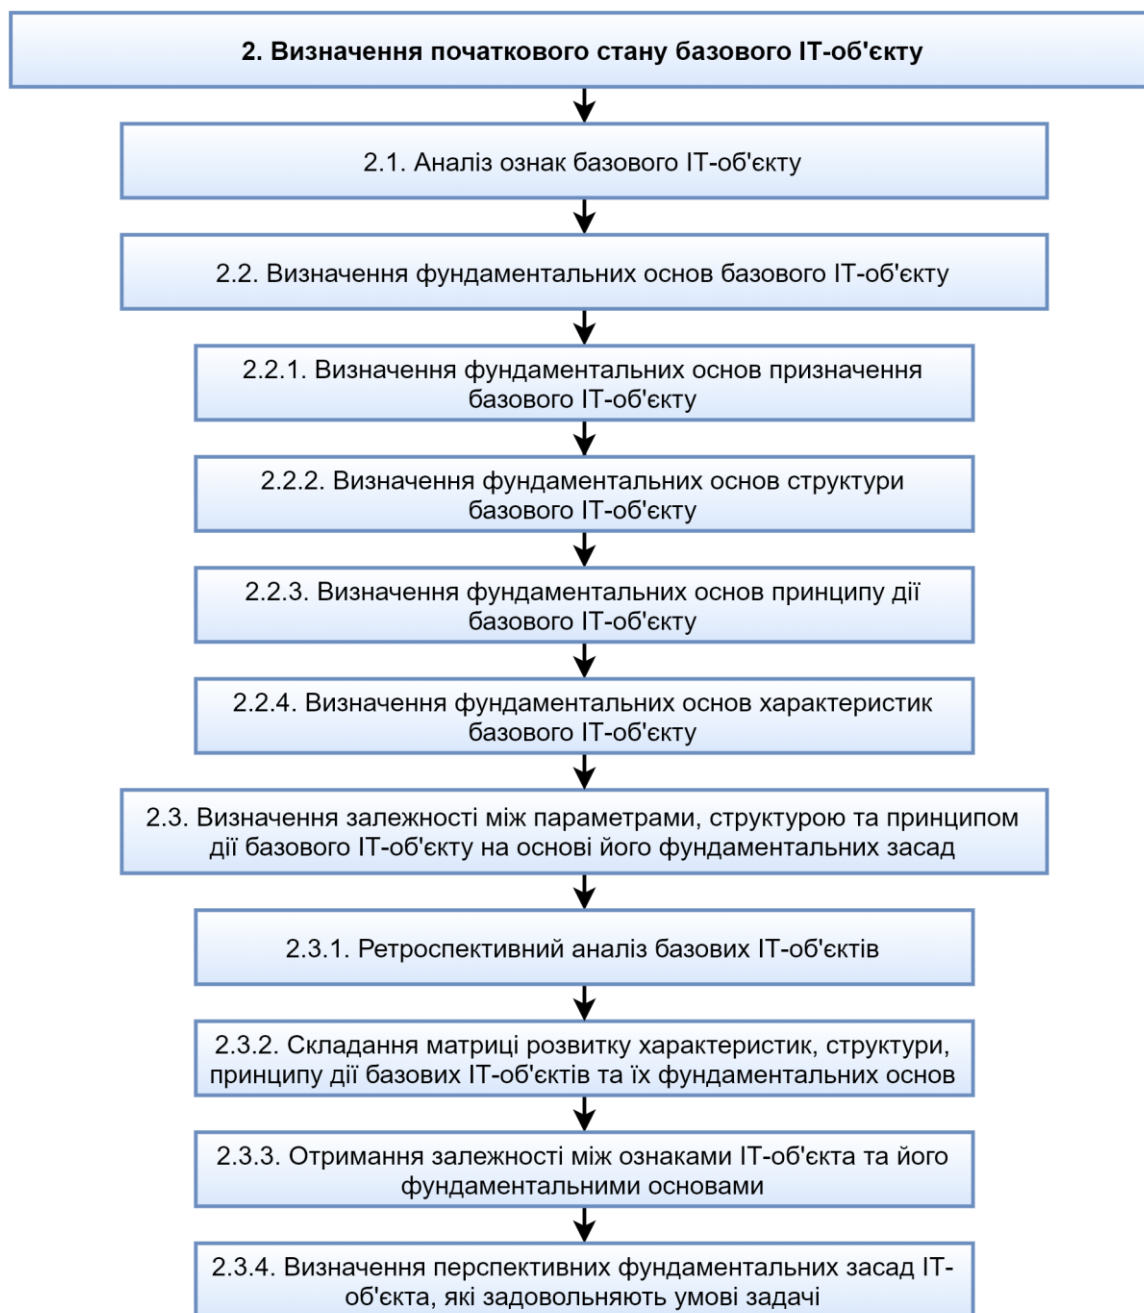 2. Визначення початкового стану базового ІТ-об'єкту
2.1. Аналіз ознак базового ІТ-об'єкту
2.2. Визначення фундаментальних основ базового ІТ-об'єкту
2.2.1. Визначення фундаментальних основ призначення
базового ІТ-об'єкту
2.2.2. Визначення фундаментальних основ структури
базового ІТ-об'єкту
2.2.3. Визначення фундаментальних основ принципу дії
базового ІТ-об'єкту
2.2.4. Визначення фундаментальних основ характеристик
базового ІТ-об'єкту
2.3. Визначення залежності між параметрами, структурою та принципом
дії базового ІТ-об'єкту на основі його фундаментальних засад
2.3.1. Ретроспективний аналіз базових ІТ-об'єктів
2.3.2. Складання матриці розвитку характеристик, структури,
принципу дії базових ІТ-об'єктів та їх фундаментальних основ
2.3.3. Отримання залежності між ознаками ІТ-об'єкта та його
фундаментальними основами
2.3.4. Визначення перспективних фундаментальних засад ІТ-
об'єкта, які задовольняють умові задачі